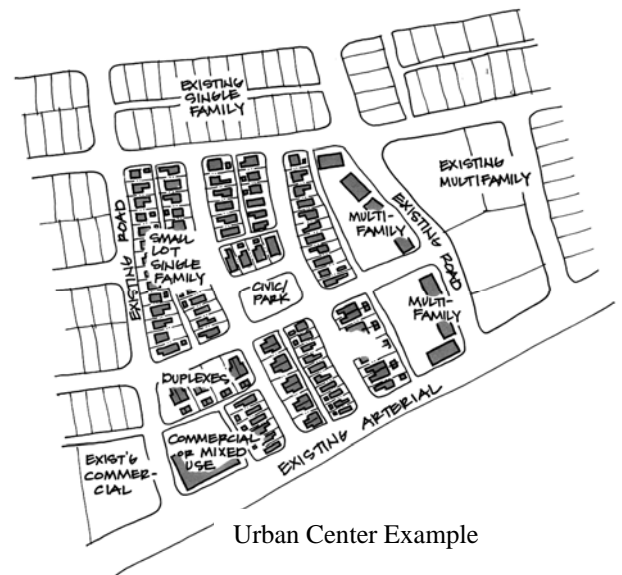 EXISTING
SINGLE
FAMILY
EXISTING
MULTIFAMILY
EXISTING ROAD
SMALL
LOT
SINGLE
FAMILY
MULTI-
FAMILY
EXISTING ROAD
CIVIC/
PARK
MULTI-
FAMILY
DUPLEXES
COMMERCIAL
OR MIXED
USE
EXIST'G
COMMER-
CIAL
EXISTING ARTERIAL
Urban Center Example